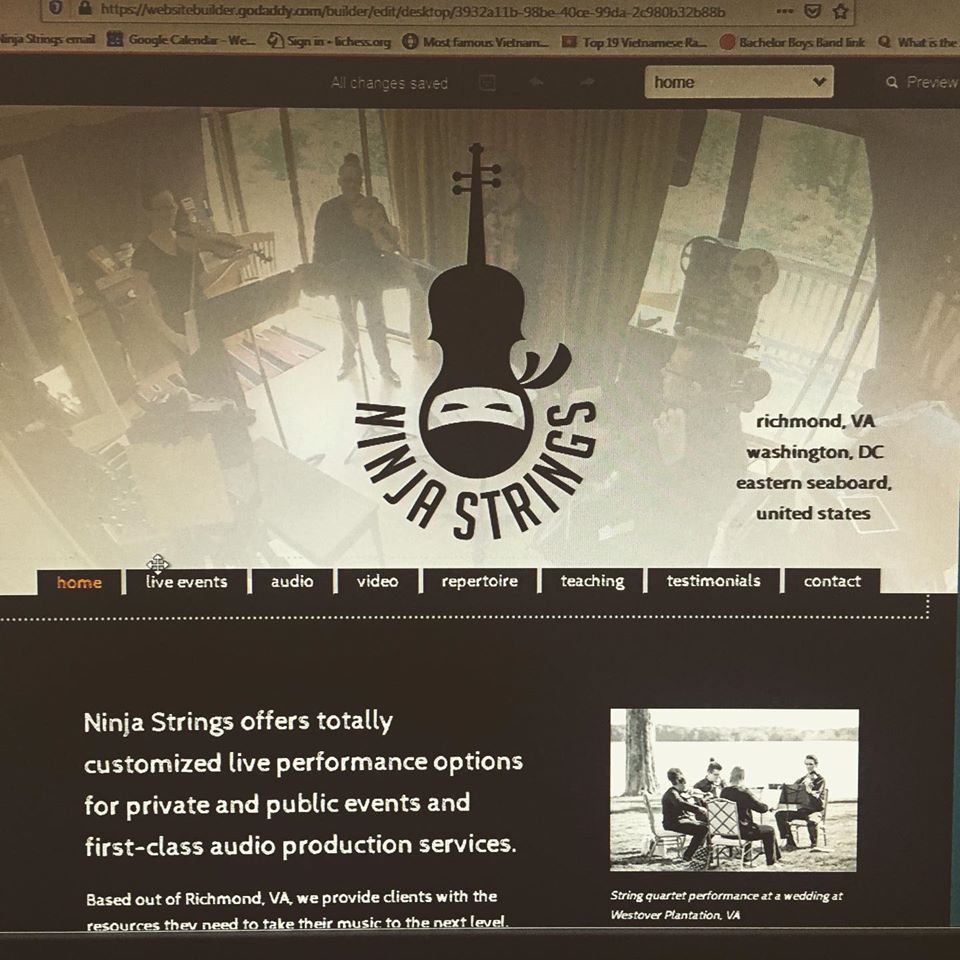 https://websitebuilder.godaddy.com/builder/edit/desktop/3932a11b-98be-40ce-99da-2c980b32b88b
Ninja Strings email Google Calendar - We... Sign in • lichess.org Most famous Vietnam... Top 19 Vietnamese Ra... Bachelor Boys Band link What is the
All changes saved home Preview
NINJA STRINGS
richmond, VA
washington, DC
eastern seaboard,
united states
home live events audio video repertoire teaching testimonials contact
Ninja Strings offers totally
customized live performance options
for private and public events and
first-class audio production services.
Based out of Richmond, VA, we provide clients with the
resources they need to take their music to the next level.
String quartet performance at a wedding at
Westover Plantation, VA